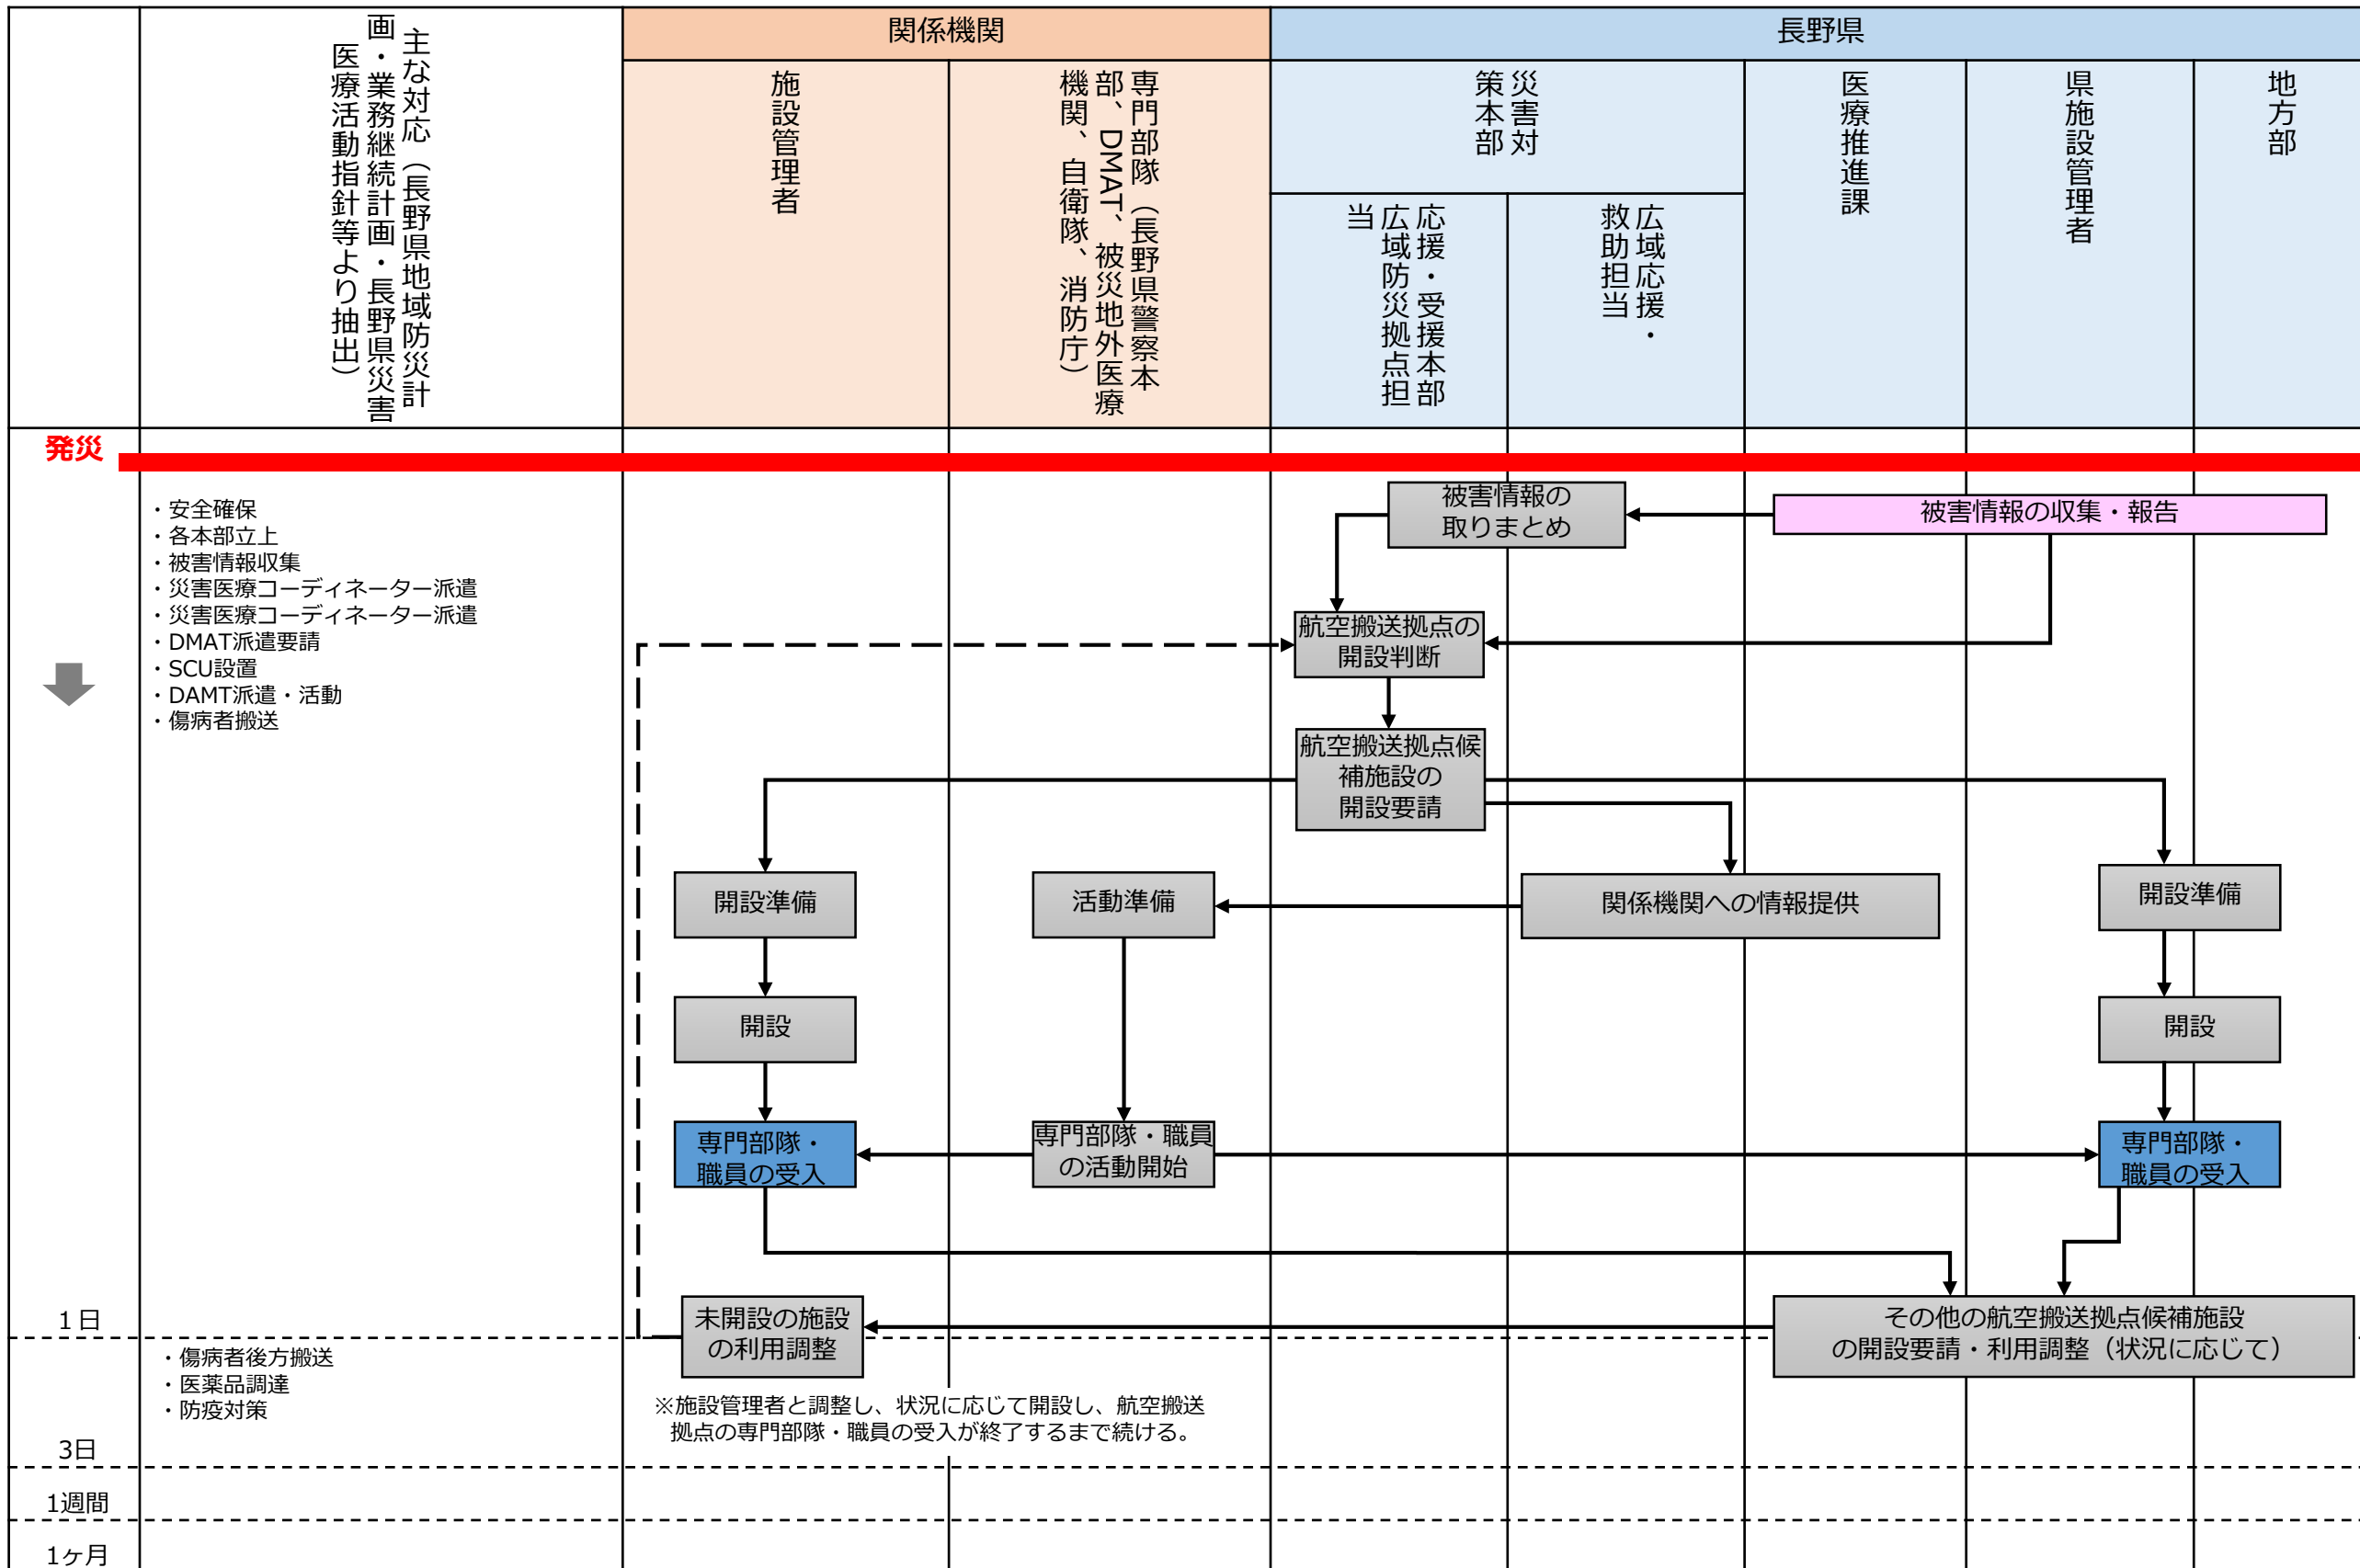 主な対応（長野県地域防災計
画・業務継続計画・長野県災害
医療活動指針等より抽出）
関係機関
長野県
施設管理者
専門部隊（長野県警察本
部、DMAT、被災地外医療
機関、自衛隊、消防庁）
災害対
策本部
応援・受援本部
広域防災拠点担
当
広域応援・
救助担当
医療推進課
県施設管理者
地方部
発災
・安全確保
・各本部立上
・被害情報収集
・災害医療コーディネーター派遣
・災害医療コーディネーター派遣
・DMAT派遣要請
・SCU設置
・DAMT派遣・活動
・傷病者搬送
被害情報の
取りまとめ
被害情報の収集・報告
航空搬送拠点の
開設判断
航空搬送拠点候
補施設の
開設要請
開設準備
活動準備
関係機関への情報提供
開設準備
開設
開設
専門部隊・
職員の受入
専門部隊・職員
の活動開始
専門部隊・
職員の受入
1日
未開設の施設
の利用調整
その他の航空搬送拠点候補施設
の開設要請・利用調整（状況に応じて）
・傷病者後方搬送
・医薬品調達
・防疫対策
※施設管理者と調整し、状況に応じて開設し、航空搬送
拠点の専門部隊・職員の受入が終了するまで続ける。
3日
1週間
1ヶ月